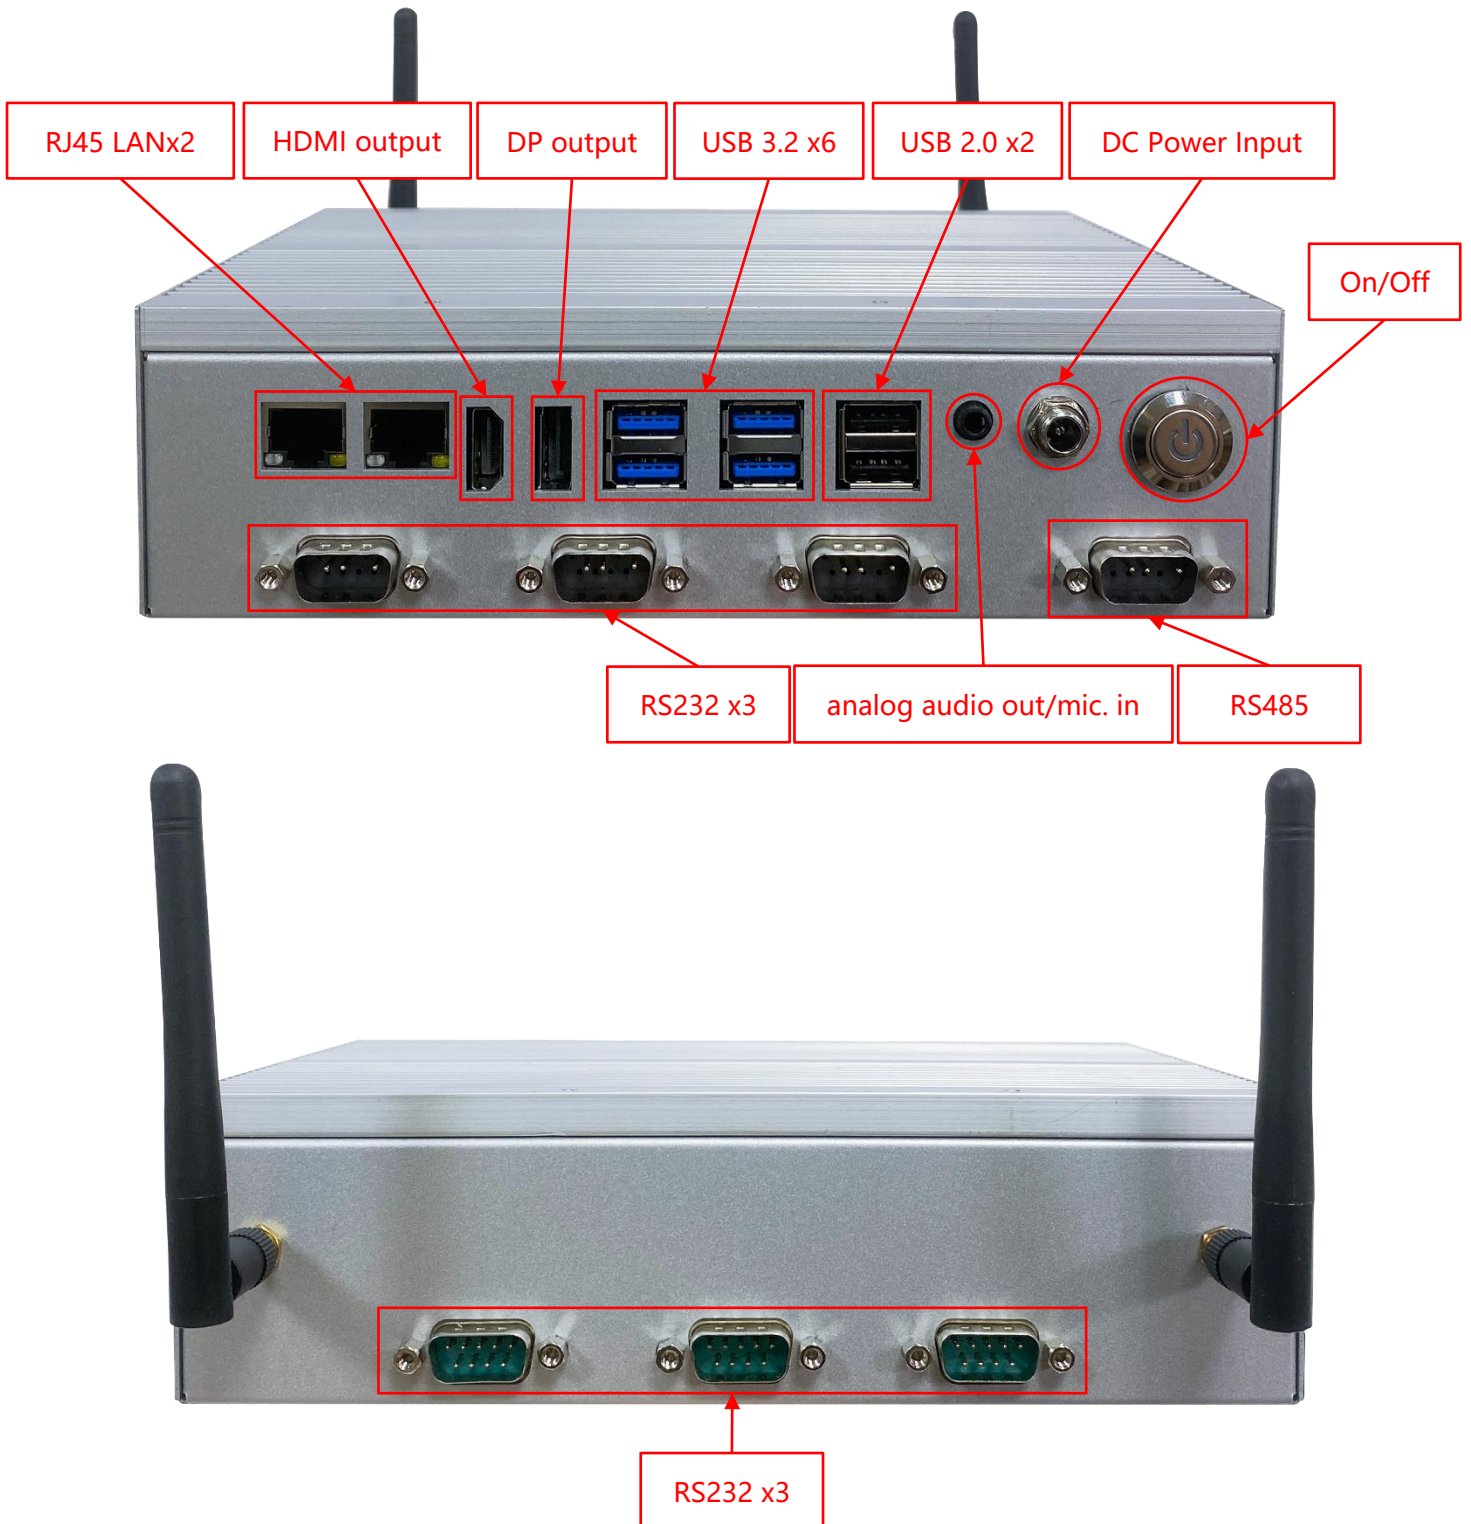 RJ45 LANx2
HDMI output
DP output
USB 3.2 x6
USB 2.0 x2
DC Power Input
On/Off
RS232 x3
analog audio out/mic. in
RS485
RS232 x3